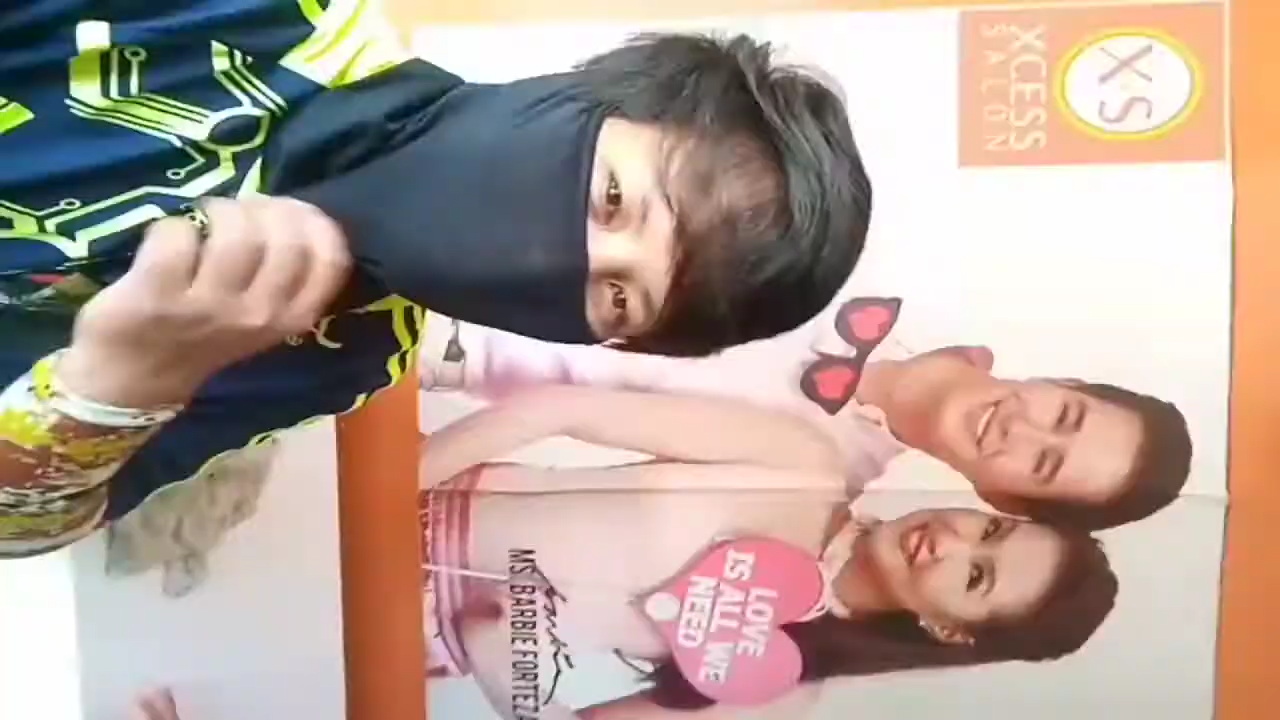 XS
XCESS
SALON
LOVE
IS ALL WE
NEED
MS. BARBIE FORTEZA